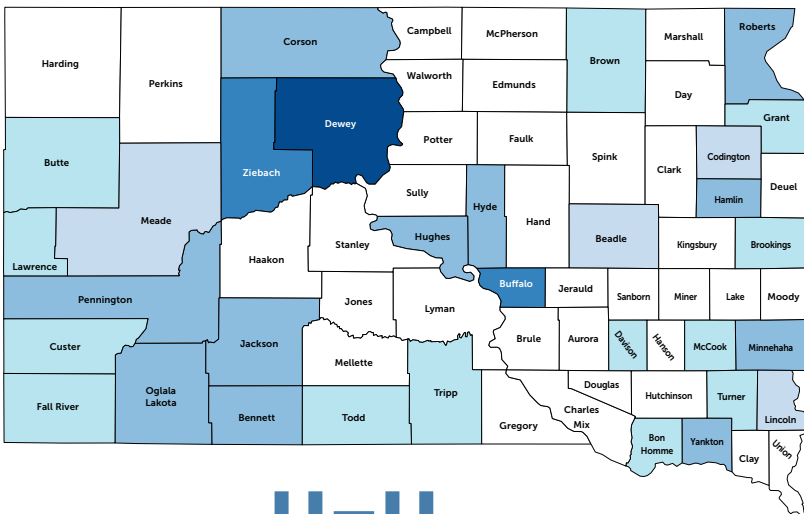 Harding
Perkins
Corson
Campbell
McPherson
Brown
Marshall
Roberts
Walworth
Edmunds
Day
Dewey
Grant
Butte
Ziebach
Potter
Faulk
Spink
Clark
Codington
Deuel
Meade
Sully
Hyde
Hand
Hamlin
Lawrence
Haakon
Stanley
Hughes
Beadle
Kingsbury
Brookings
Pennington
Buffalo
Jerauld
Sanborn
Miner
Lake
Moody
Jones
Lyman
Custer
Jackson
Brule
Aurora
Davison
Hanson
McCook
Minnehaha
Mellette
Fall River
Oglala
Lakota
Bennett
Todd
Tripp
Gregory
Charles
Mix
Douglas
Hutchinson
Turner
Lincoln
Bon
Homme
Yankton
Clay
Union